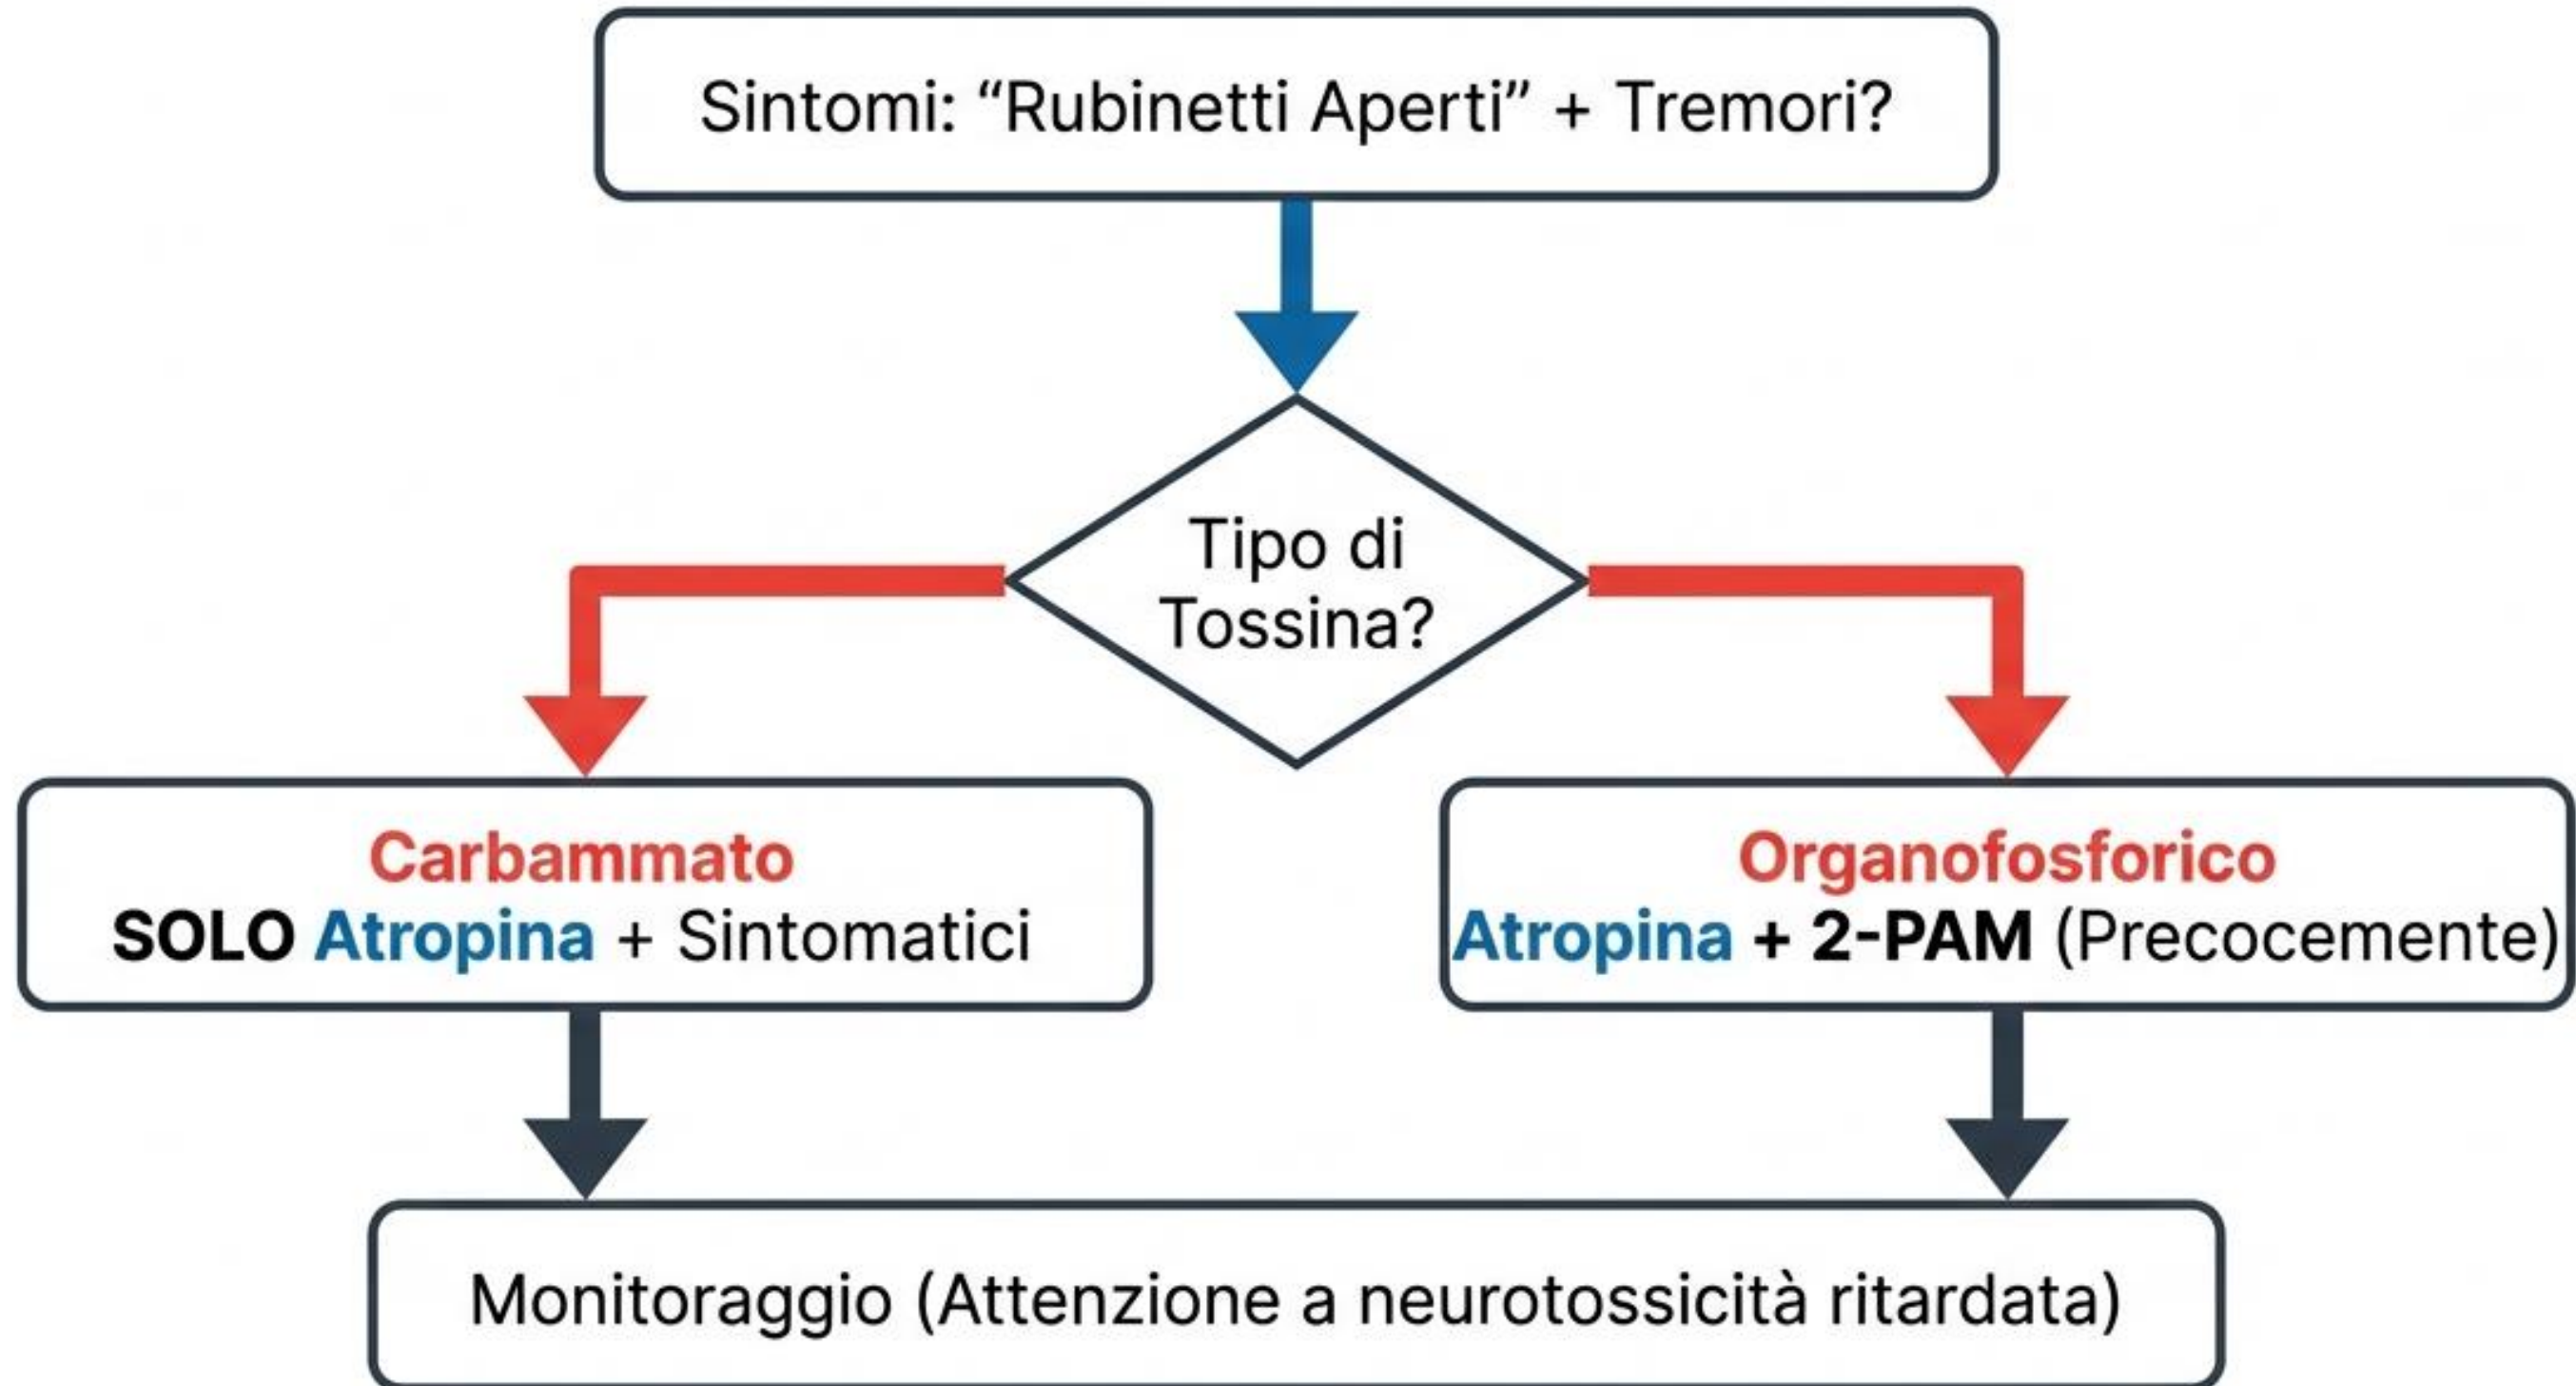 Sintomi: “Rubinetti Aperti” + Tremori?
Tipo di
Tossina?
Carbammato
SOLO Atropina + Sintomatici
Organofosforico
Atropina + 2-PAM (Precocemente)
Monitoraggio (Attenzione a neurotossicità ritardata)